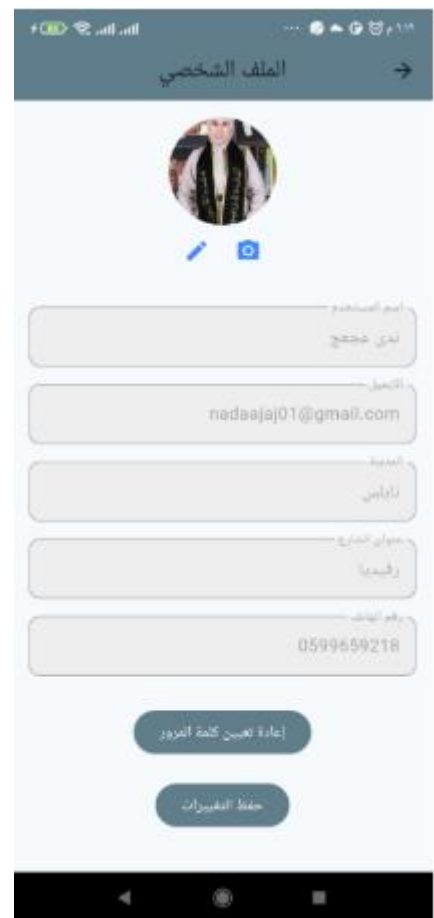 الملف الشخصي
اسم المستخدم
ندى عجعج
الايميل
nadaajaj01@gmail.com
المدينة
نابلس
عنوان الشارع
رفيديا
رقم الهاتف
0599659218
إعادة تعيين كلمة المرور
حفظ التغييرات